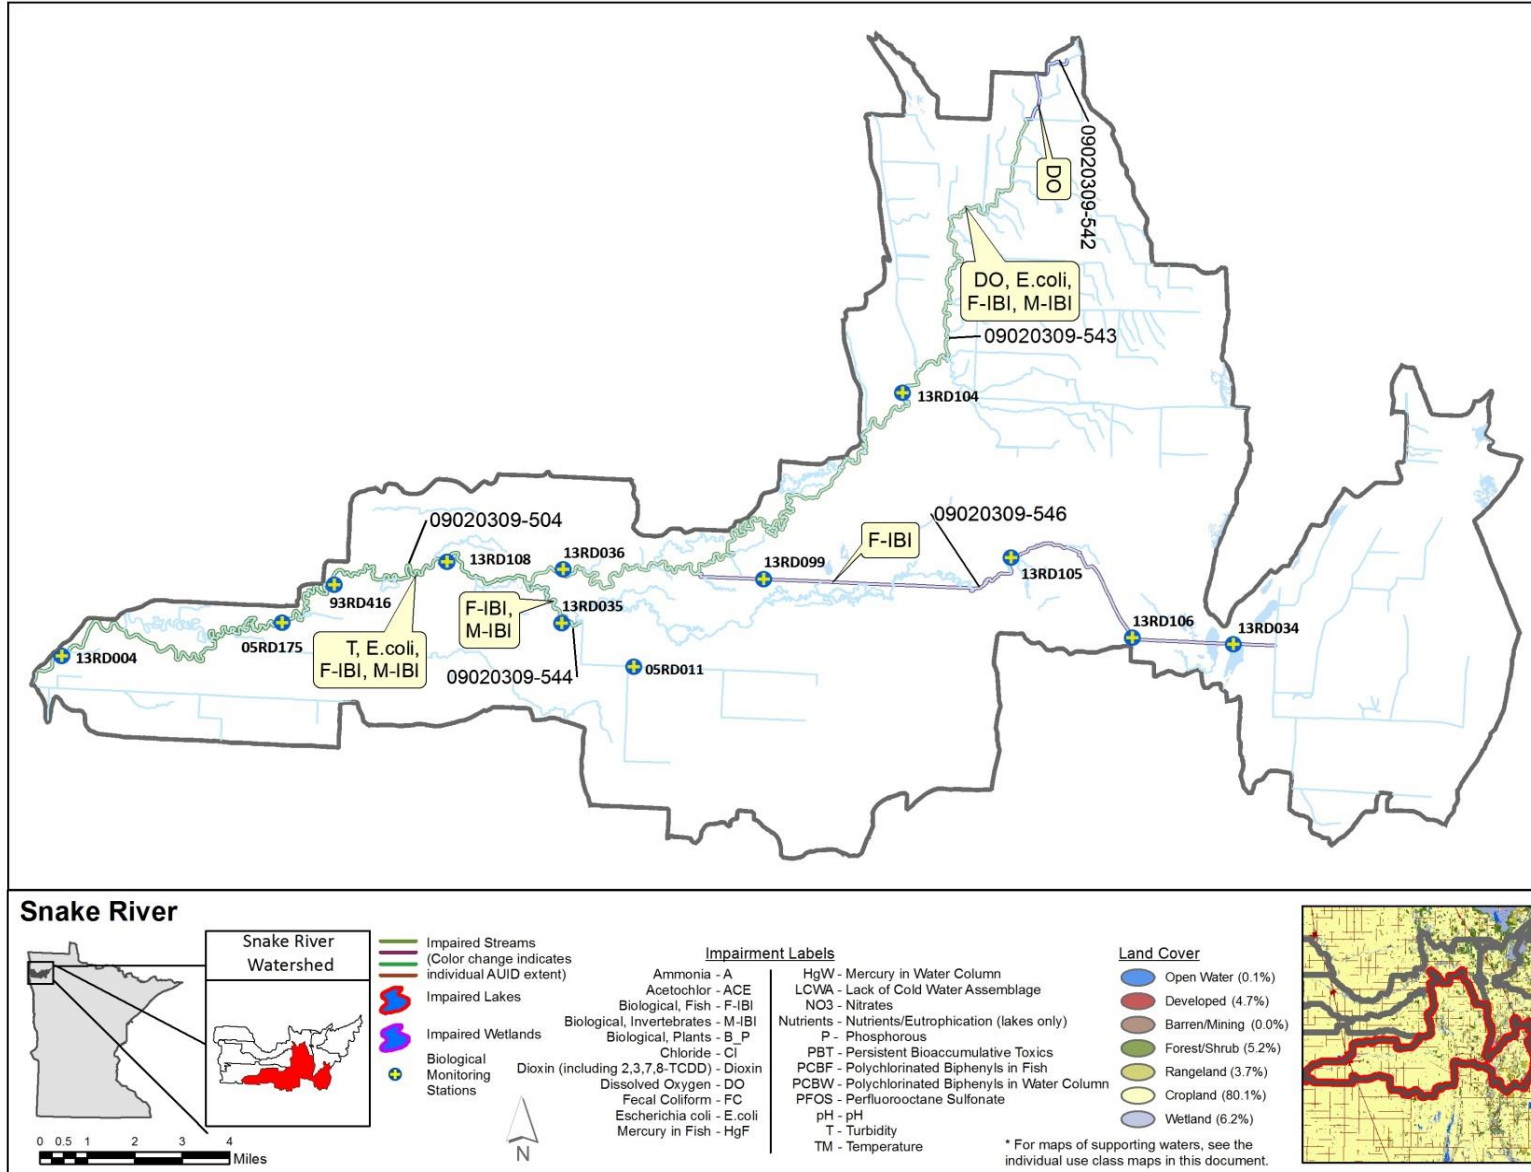 09020309-542
DO
DO, E.coli,
F-IBI, M-IBI
09020309-543
13RD104
09020309-504
13RD108
13RD036
13RD099
F-IBI
09020309-546
13RD105
93RD416
F-IBI,
M-IBI
13RD035
13RD106
13RD034
13RD004
05RD175
T, E.coli,
F-IBI, M-IBI
09020309-544
05RD011
Snake River
Snake River
Watershed
0 0.5 1 2 3 4
Miles
Impaired Streams
(Color change indicates
individual AUID extent)
Impaired Lakes
Impaired Wetlands
Biological
Monitoring
Stations
N
Impairment Labels
Ammonia - A
Acetochlor - ACE
Biological, Fish - F-IBI
Biological, Invertebrates - M-IBI
Biological, Plants - B_P
Chloride - Cl
Dioxin (including 2,3,7,8-TCDD) - Dioxin
Dissolved Oxygen - DO
Fecal Coliform - FC
Escherichia coli - E.coli
Mercury in Fish - HgF
HgW - Mercury in Water Column
LCWA - Lack of Cold Water Assemblage
NO3 - Nitrates
Nutrients - Nutrients/Eutrophication (lakes only)
P - Phosphorous
PBT - Persistent Bioaccumulative Toxics
PCBF - Polychlorinated Biphenyls in Fish
PCBW - Polychlorinated Biphenyls in Water Column
PFOS - Perfluorooctane Sulfonate
pH - pH
T - Turbidity
TM - Temperature
Land Cover
Open Water (0.1%)
Developed (4.7%)
Barren/Mining (0.0%)
Forest/Shrub (5.2%)
Rangeland (3.7%)
Cropland (80.1%)
Wetland (6.2%)
* For maps of supporting waters, see the
individual use class maps in this document.